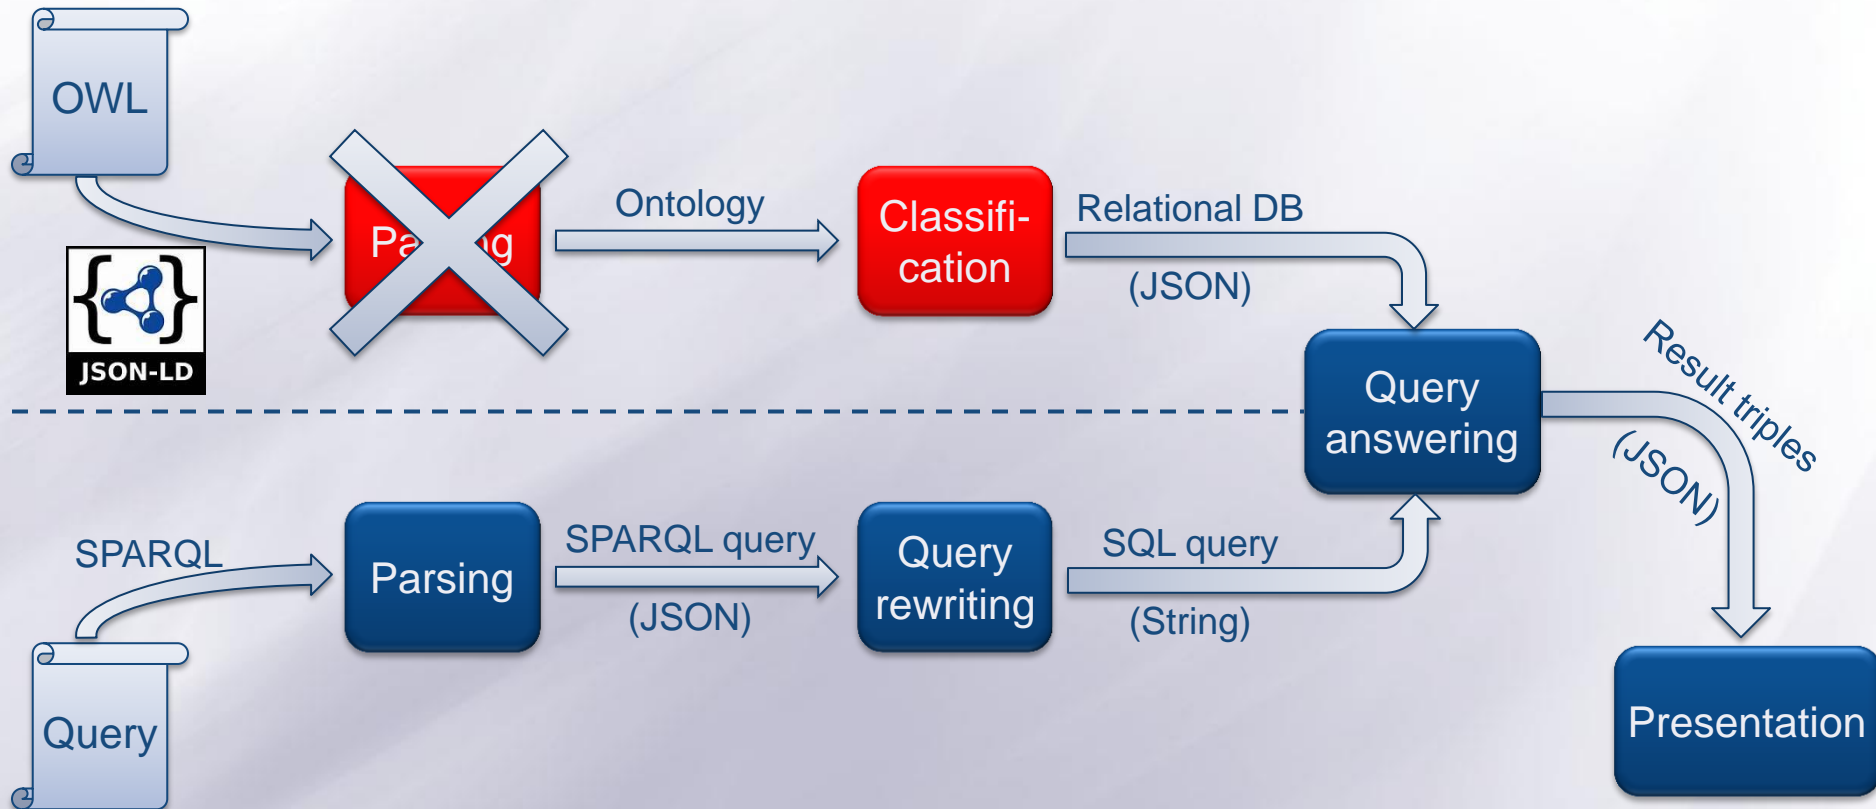 OWL
Ontology
Classifi-
cation
Relational DB
(JSON)
{ }
JSON-LD
Query
answering
Result triples
(JSON)
SPARQL
Parsing
SPARQL query
(JSON)
Query
rewriting
SQL query
(String)
Query
Presentation